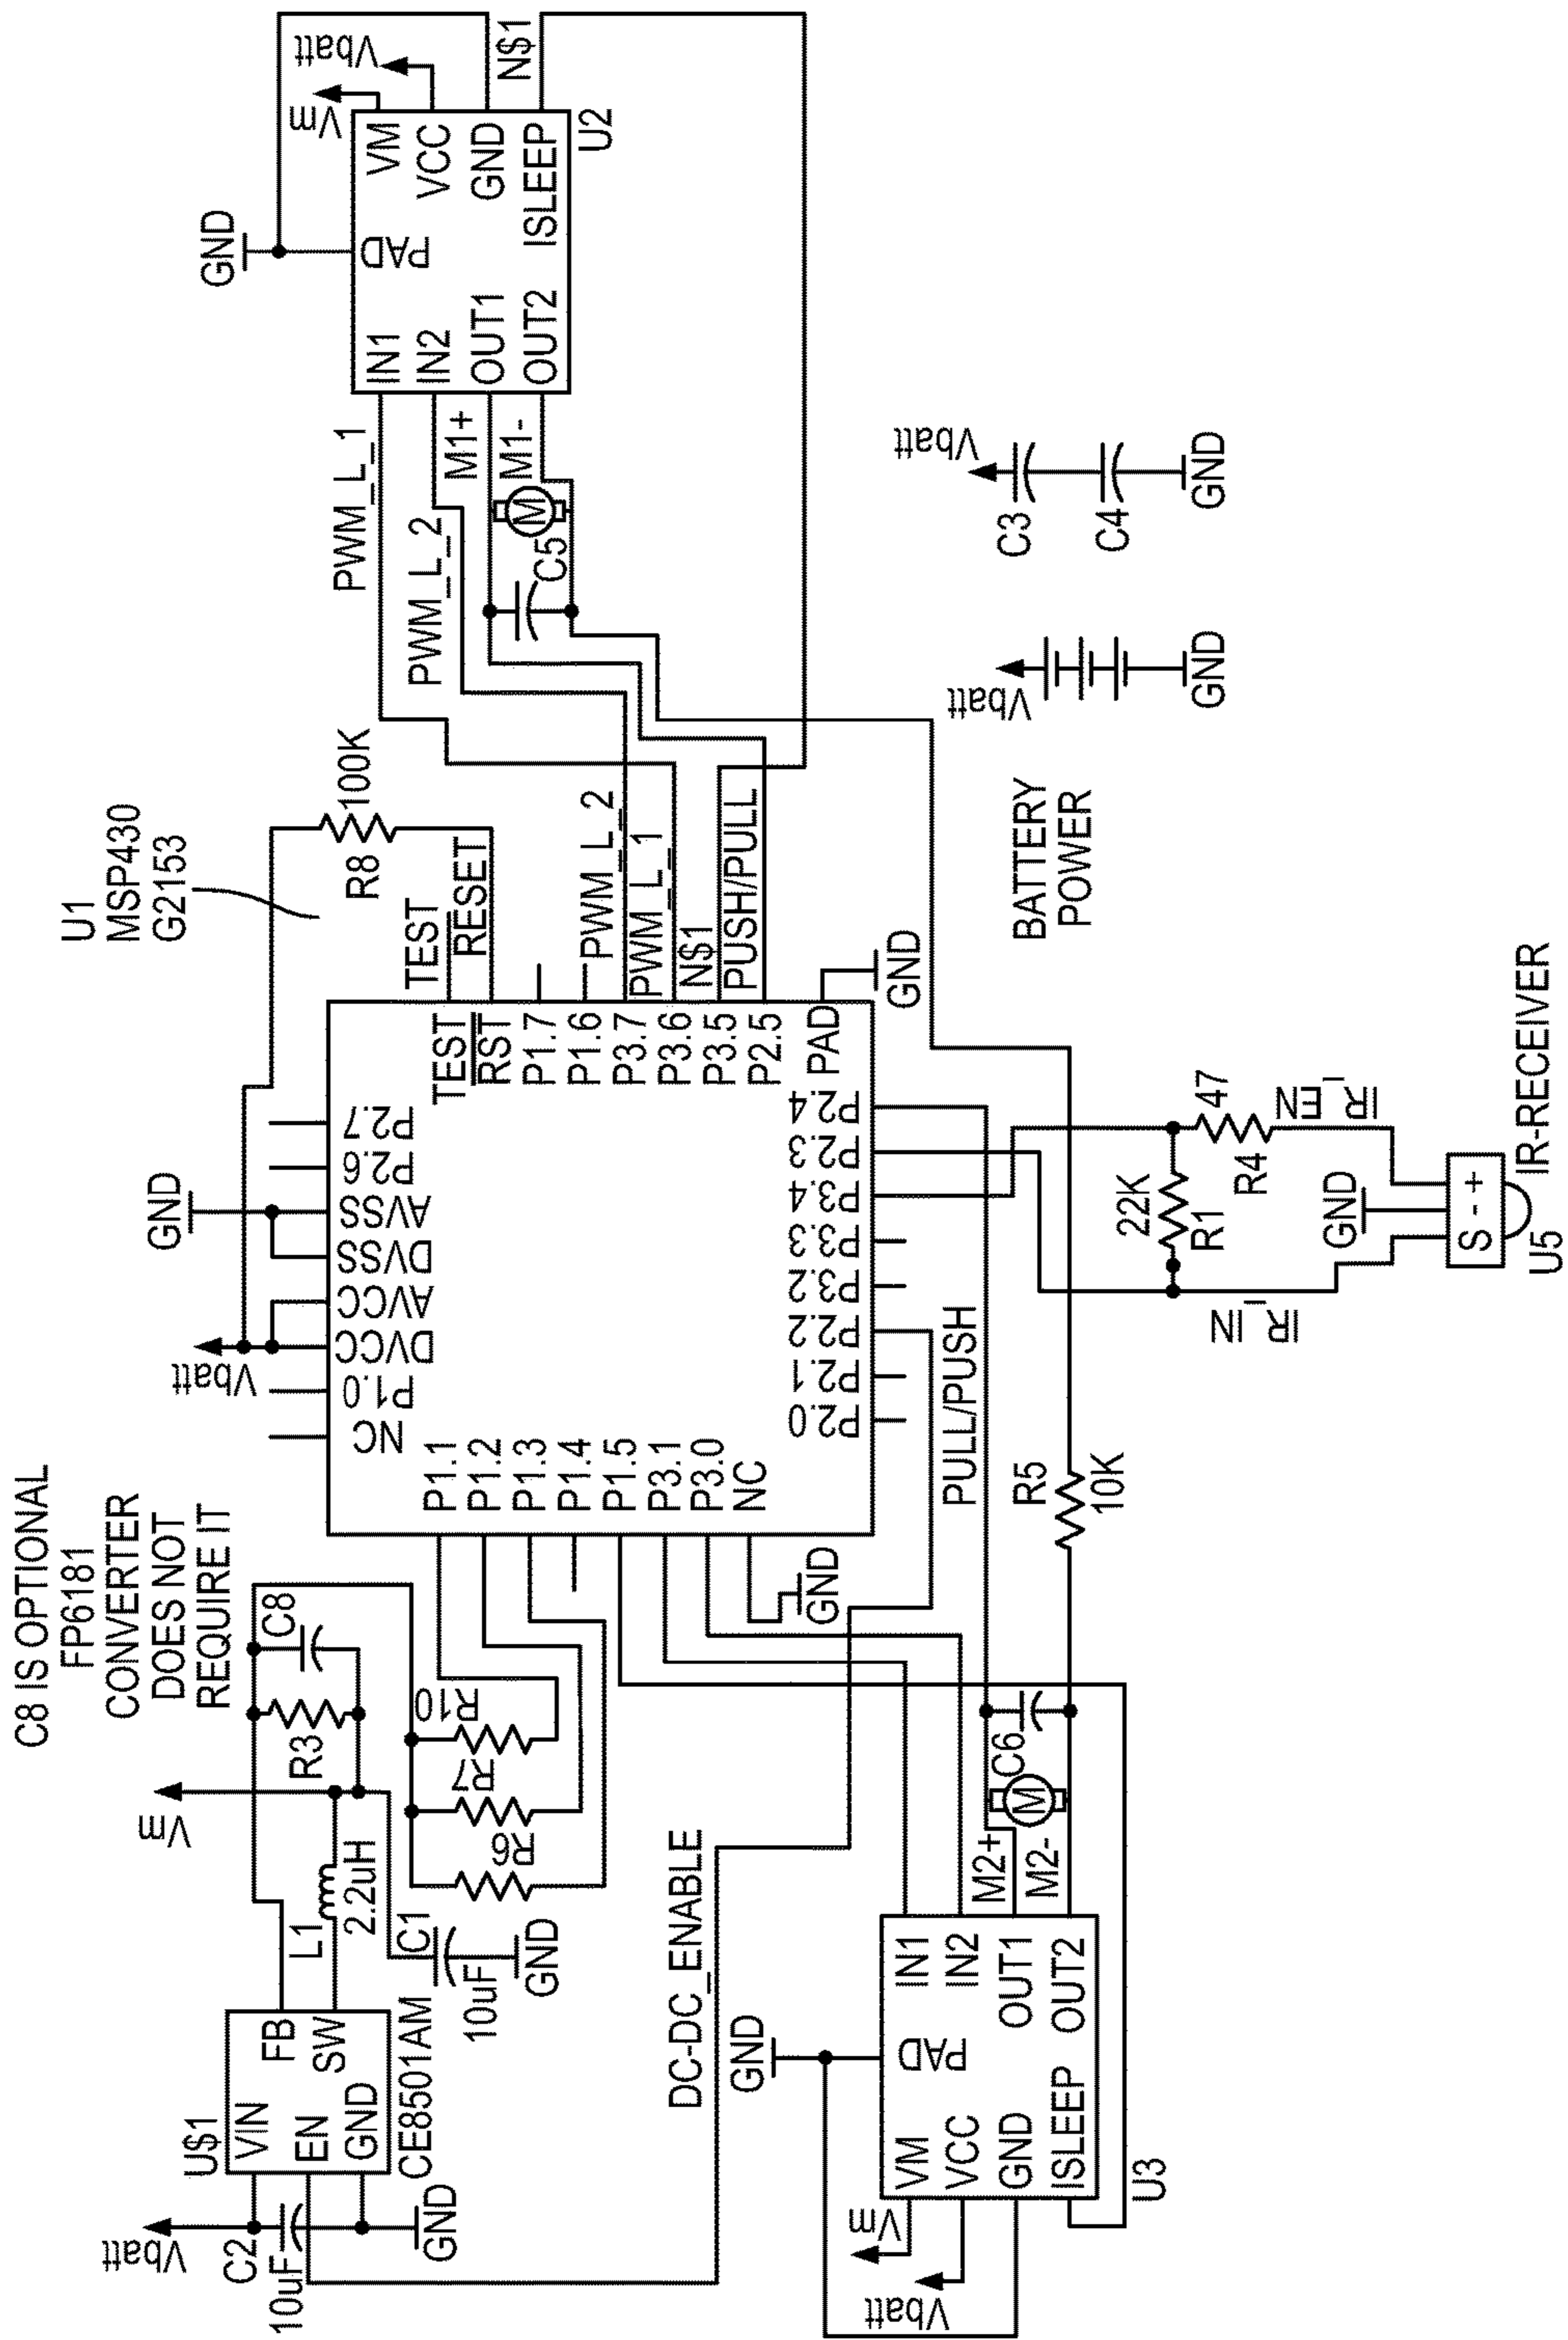 C8 IS OPTIONAL
FP6181
CONVERTER
DOES NOT
REQUIRE IT
U1
MSP430
G2153
Vbatt
C2
10uF
GND
U$1
VIN
EN
GND
FB
SW
CE8501AM
L1
2.2uH
Vm
R3
C8
C1
10uF
GND
R10
R7
R6
DC-DC_ENABLE
NC
P1.0
DVCC
AVCC
DVSS
AVSS
P2.6
P2.7
Vbatt
GND
P1.1
P1.2
P1.3
P1.4
P1.5
P3.1
P3.0
NC
GND
TEST
RST
P1.7
P1.6
P3.7
P3.6
P3.5
P2.5
PAD
GND
P2.0
P2.1
P2.2
P3.2
P3.3
P3.4
P2.3
P2.4
TEST
RESET
R8
100K
PWM_L_2
PWM_L_1
N$1
PUSH/PULL
PWM_L_1
PWM_L_2
M1+
M1-
M
C5
GND
IN1
IN2
OUT1
OUT2
PAD
VM
VCC
GND
ISLEEP
U2
Vm
Vbatt
N$1
GND
VM
VCC
GND
ISLEEP
PAD
IN1
IN2
OUT1
OUT2
U3
Vm
Vbatt
M2+
M2-
M
C6
PULL/PUSH
R5
10K
22K
R1
47
R4
IR_IN
IR_EN
GND
S - +
U5
IR-RECEIVER
BATTERY
POWER
Vbatt
GND
Vbatt
C3
C4
GND